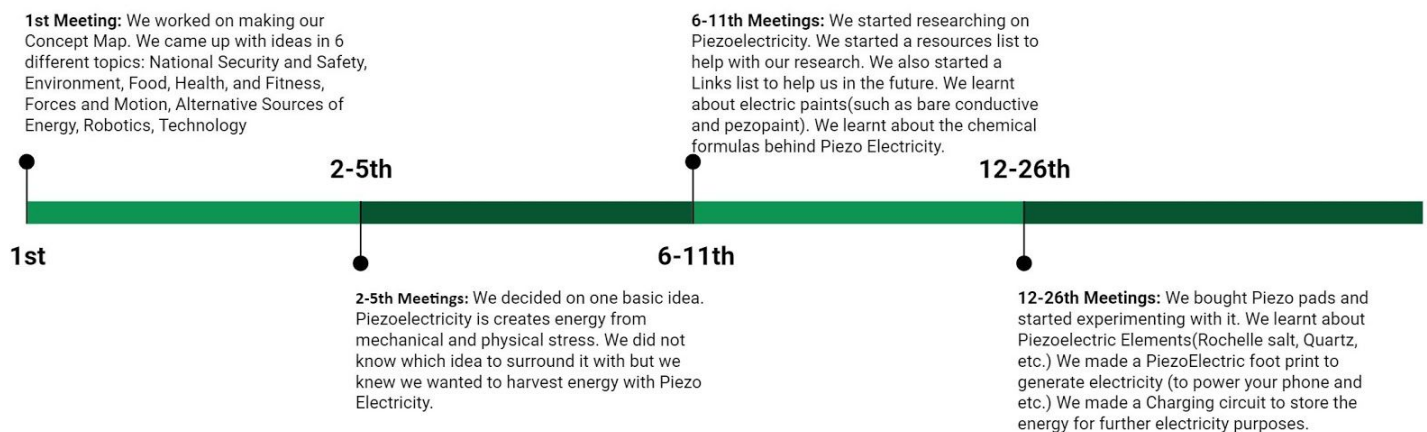 1st Meeting: We worked on making our
Concept Map. We came up with ideas in 6
different topics: National Security and Safety,
Environment, Food, Health, and Fitness,
Forces and Motion, Alternative Sources of
Energy, Robotics, Technology
6-11th Meetings: We started researching on
Piezoelectricity. We started a resources list to
help with our research. We also started a
Links list to help us in the future. We learnt
about electric paints(such as bare conductive
and pezopaint). We learnt about the chemical
formulas behind Piezo Electricity.
2-5th
12-26th
1st
6-11th
2-5th Meetings: We decided on one basic idea.
Piezoelectricity is creates energy from
mechanical and physical stress. We did not
know which idea to surround it with but we
knew we wanted to harvest energy with Piezo
Electricity.
12-26th Meetings: We bought Piezo pads and
started experimenting with it. We learnt about
Piezoelectric Elements(Rochelle salt, Quartz,
etc.) We made a PiezoElectric foot print to
generate electricity (to power your phone and
etc.) We made a Charging circuit to store the
energy for further electricity purposes.